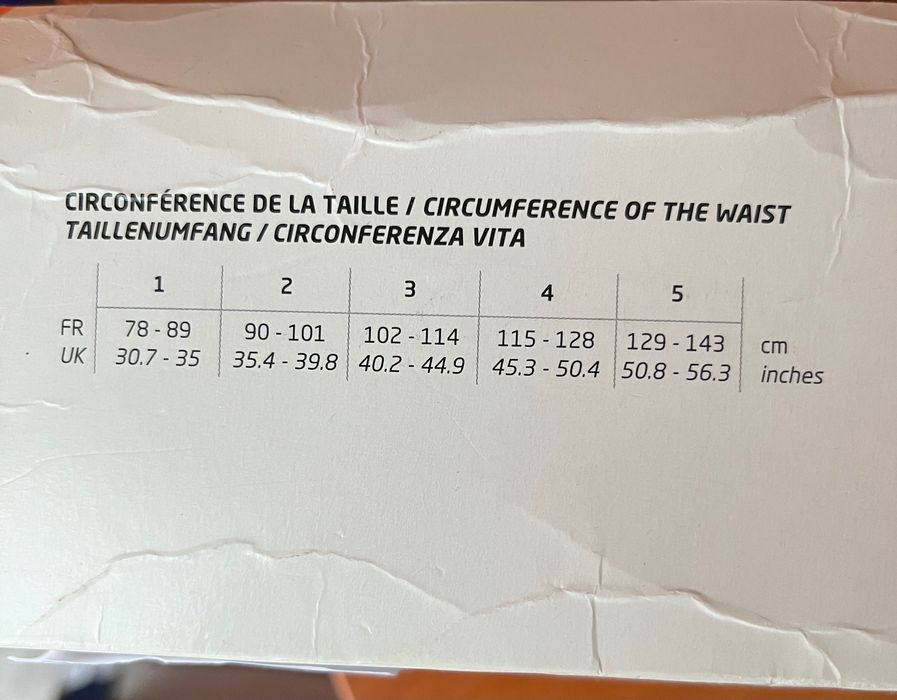 CIRCONFÉRENCE DE LA TAILLE / CIRCUMFERENCE OF THE WAIST
TAILLENUMFANG / CIRCONFERENZA VITA
1 2 3 4 5
FR 78 - 89 90 - 101 102 - 114 115 - 128 129 - 143 cm
UK 30.7 - 35 35.4 - 39.8 40.2 - 44.9 45.3 - 50.4 50.8 - 56.3 inches